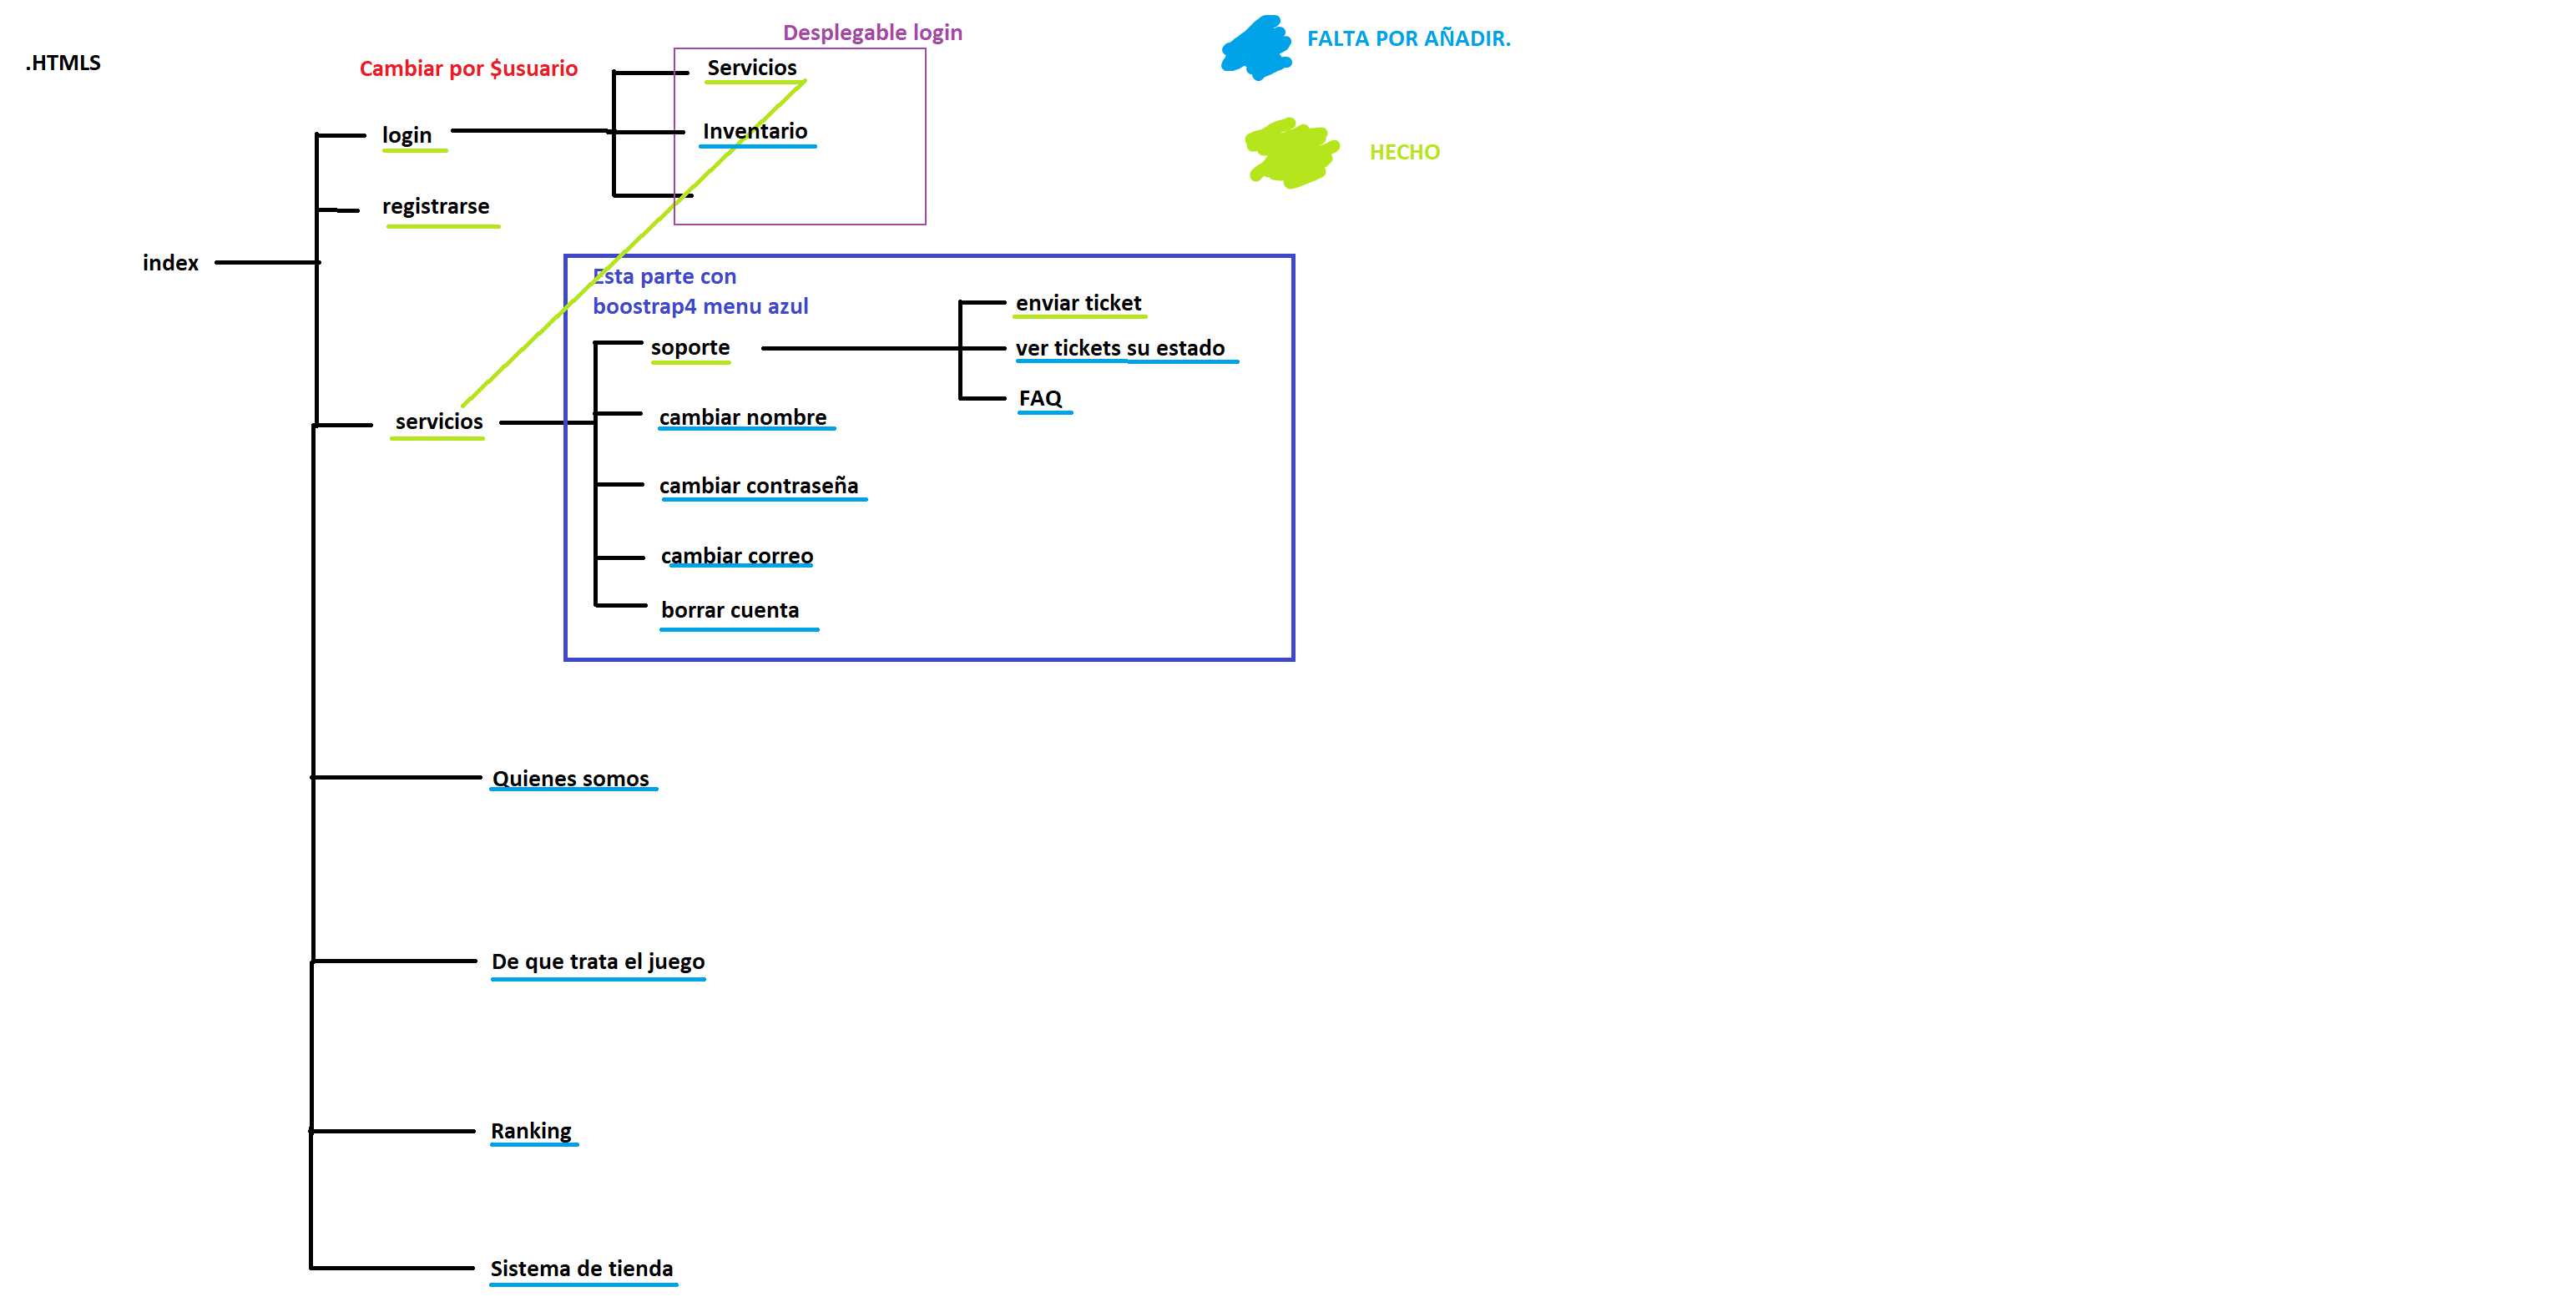 .HTMLS
Desplegable login
FALTA POR AÑADIR.
Cambiar por $usuario
Servicios
login
Inventario
HECHO
registrarse
index
Esta parte con
boostrap4 menu azul
enviar ticket
soporte
ver tickets su estado
FAQ
servicios
cambiar nombre
cambiar contraseña
cambiar correo
borrar cuenta
Quienes somos
De que trata el juego
Ranking
Sistema de tienda